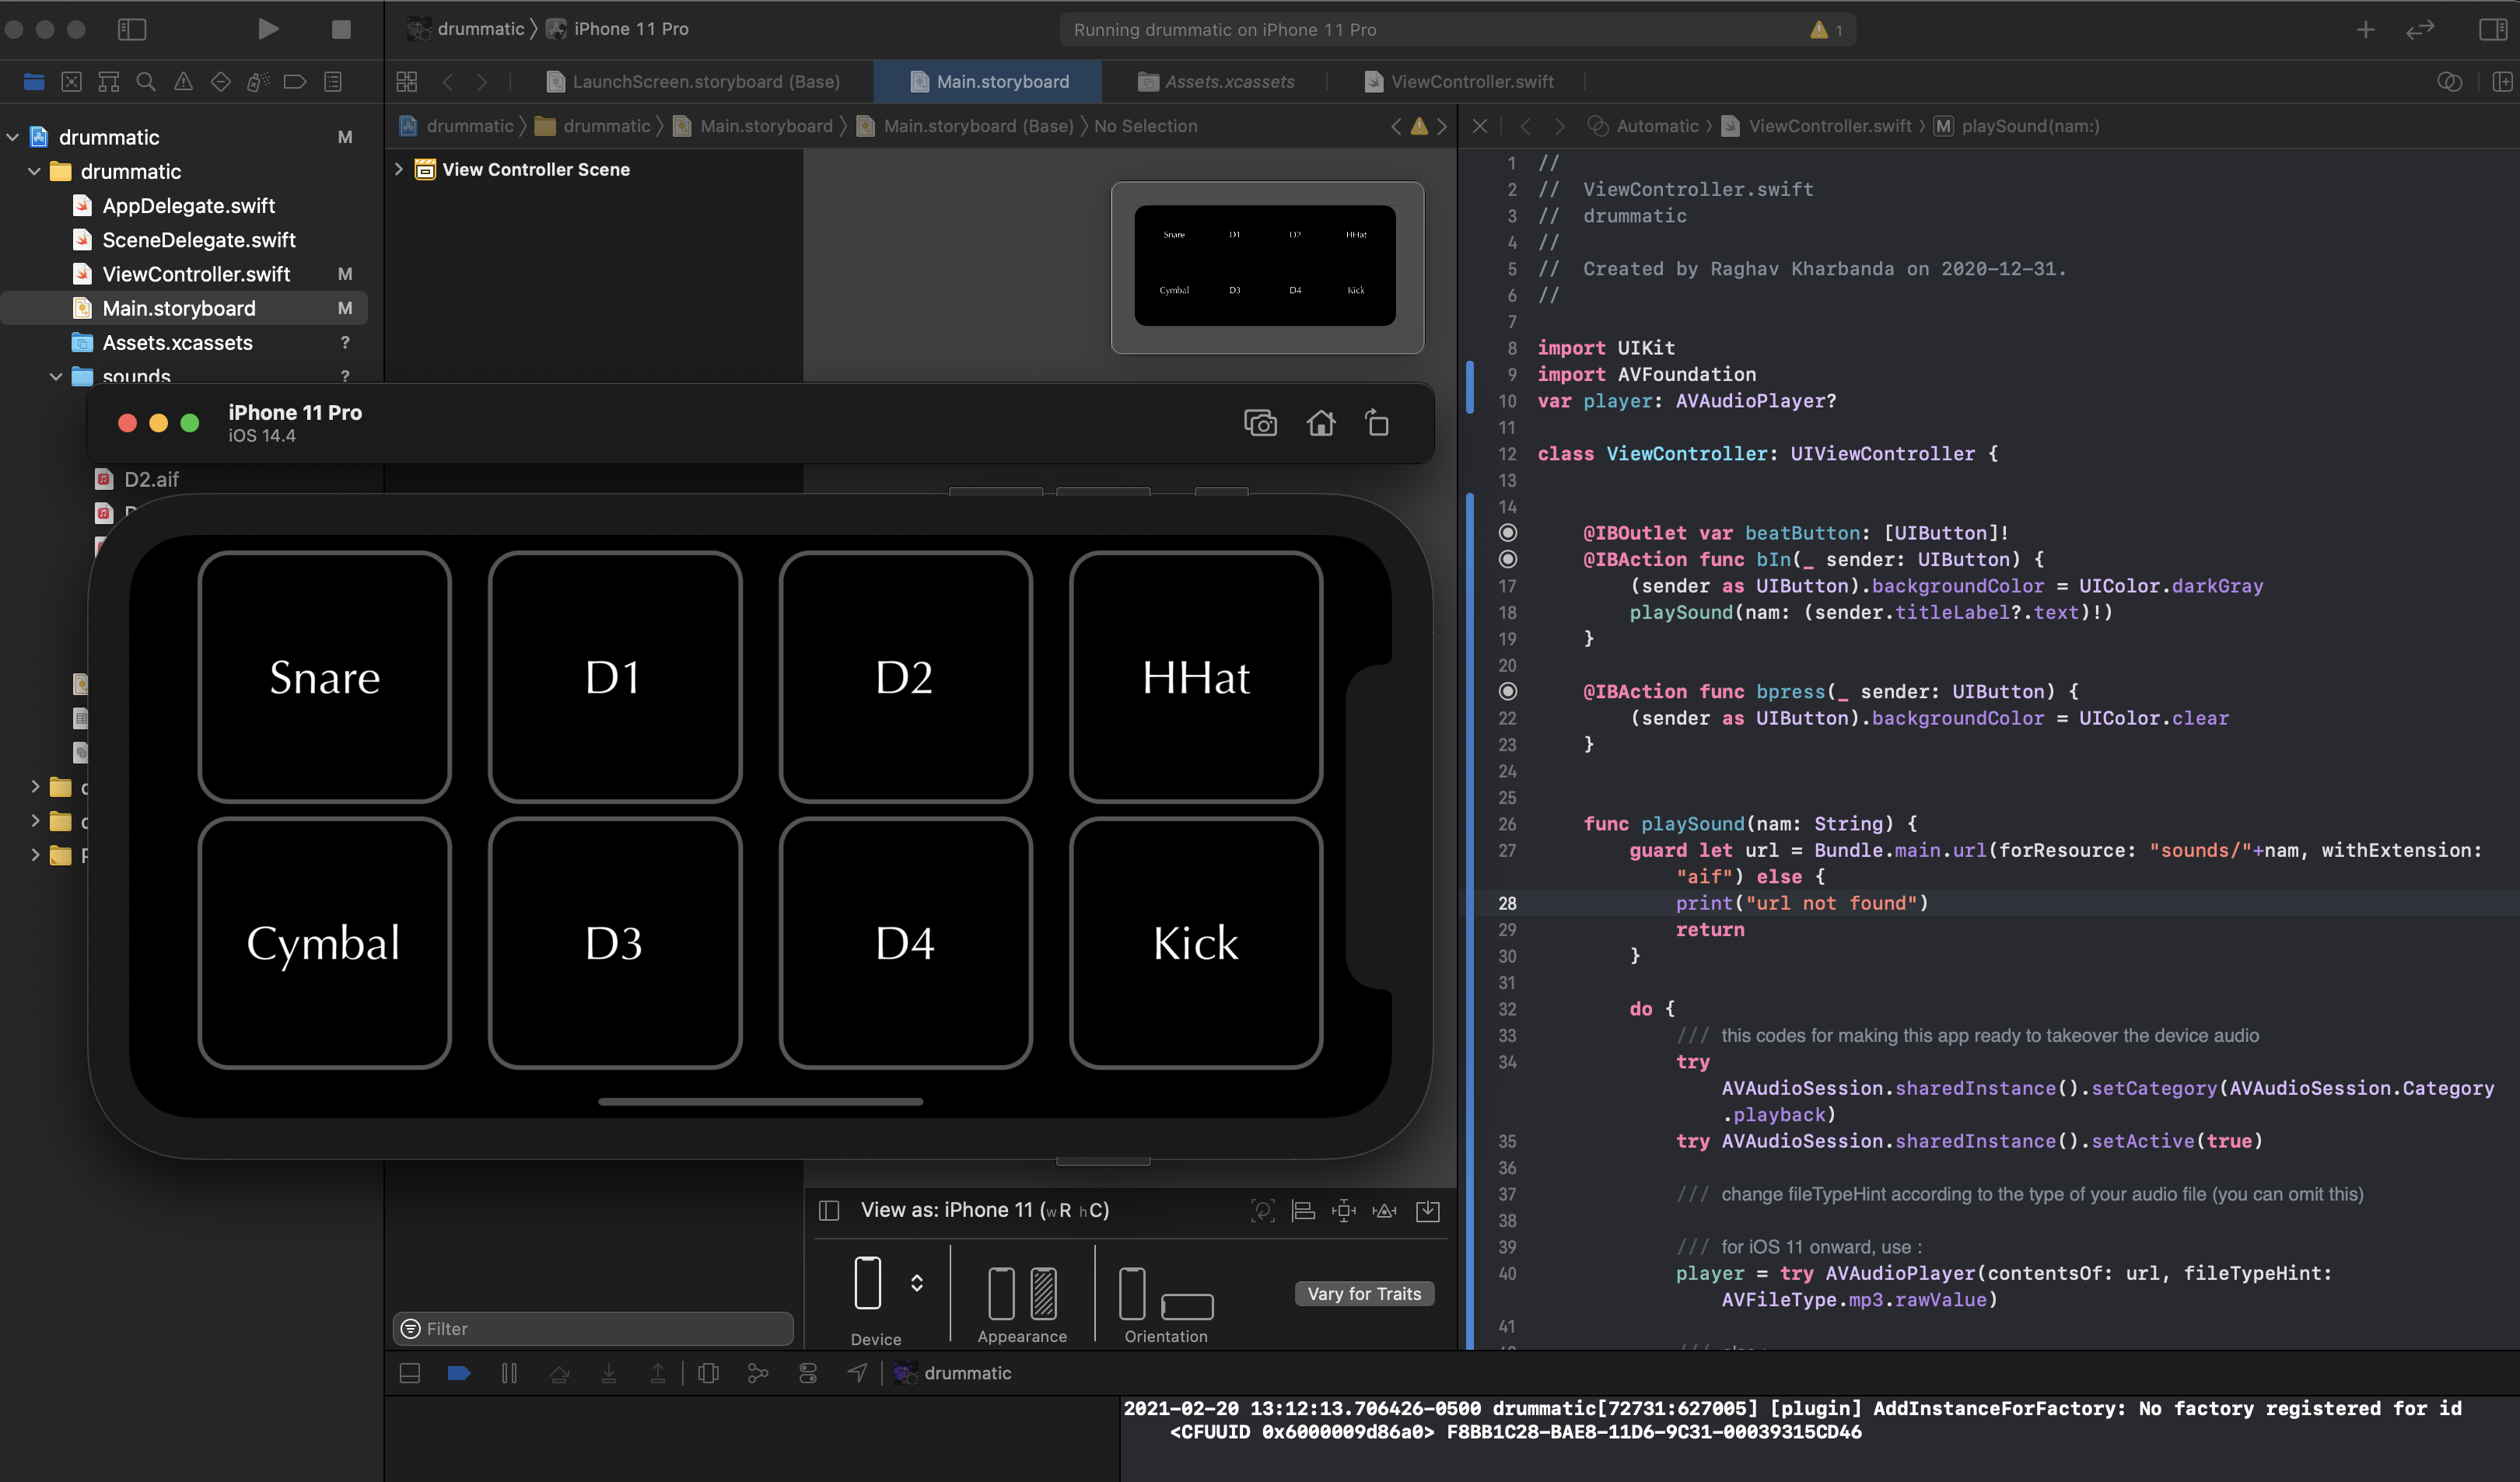 drummatic
iPhone 11 Pro
Running drummatic on iPhone 11 Pro
1
LaunchScreen.storyboard (Base)
Main.storyboard
Assets.xcassets
ViewController.swift
drummatic
M
drummatic
AppDelegate.swift
SceneDelegate.swift
ViewController.swift
M
Main.storyboard
M
Assets.xcassets
?
sounds
?
D2.aif
drummatic
drummatic
Main.storyboard
Main.storyboard (Base)
No Selection
View Controller Scene
Snare D1 D2 HHat
Cymbal D3 D4 Kick
iPhone 11 Pro
iOS 14.4
Snare D1 D2 HHat
Cymbal D3 D4 Kick
View as: iPhone 11 (wR hC)
Device
Appearance
Orientation
Vary for Traits
Filter
Automatic
ViewController.swift
M playSound(nam:)
1 //
2 // ViewController.swift
3 // drummatic
4 //
5 // Created by Raghav Kharbanda on 2020-12-31.
6 //
7
8 import UIKit
9 import AVFoundation
10 var player: AVAudioPlayer?
11
12 class ViewController: UIViewController {
13
14
@IBOutlet var beatButton: [UIButton]!
@IBAction func bIn(_ sender: UIButton) {
17 (sender as UIButton).backgroundColor = UIColor.darkGray
18 playSound(nam: (sender.titleLabel?.text)!)
19 }
20
@IBAction func bpress(_ sender: UIButton) {
22 (sender as UIButton).backgroundColor = UIColor.clear
23 }
24
25
26 func playSound(nam: String) {
27 guard let url = Bundle.main.url(forResource: "sounds/"+nam, withExtension:
"aif") else {
28 print("url not found")
29 return
30 }
31
32 do {
33 /// this codes for making this app ready to takeover the device audio
34 try
AVAudioSession.sharedInstance().setCategory(AVAudioSession.Category
.playback)
35 try AVAudioSession.sharedInstance().setActive(true)
36
37 /// change fileTypeHint according to the type of your audio file (you can omit this)
38
39 /// for iOS 11 onward, use :
40 player = try AVAudioPlayer(contentsOf: url, fileTypeHint:
AVFileType.mp3.rawValue)
41
drummatic
2021-02-20 13:12:13.706426-0500 drummatic[72731:627005] [plugin] AddInstanceForFactory: No factory registered for id
<CFUUID 0x6000009d86a0> F8BB1C28-BAE8-11D6-9C31-00039315CD46